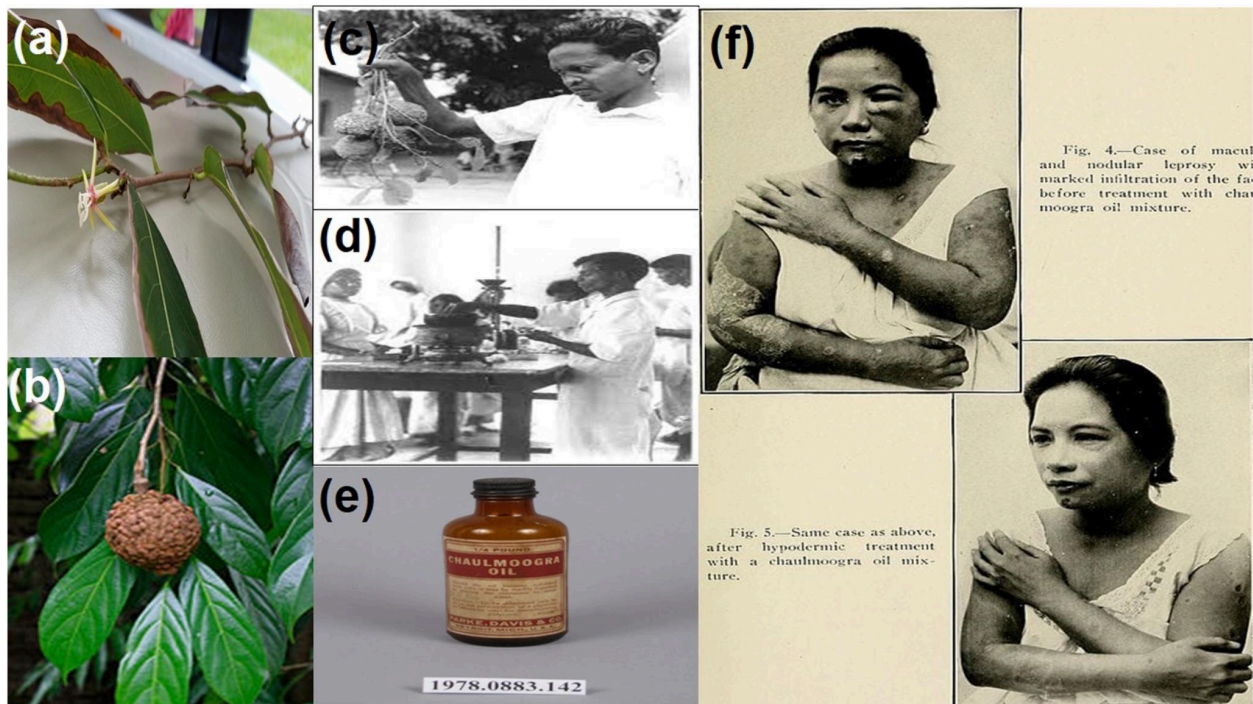 (a)
(b)
(c)
(d)
(e)
1/4 POUND
CHAULMOOGRA
OIL
PARKE, DAVIS & CO.
DETROIT, MICH., U.S.A.
1978.0883.142
(f)
Fig. 4.—Case of macul
and nodular leprosy wi
marked infiltration of the fa
before treatment with chau
moogra oil mixture.
Fig. 5.—Same case as above,
after hypodermic treatment
with a chaulmoogra oil mix-
ture.